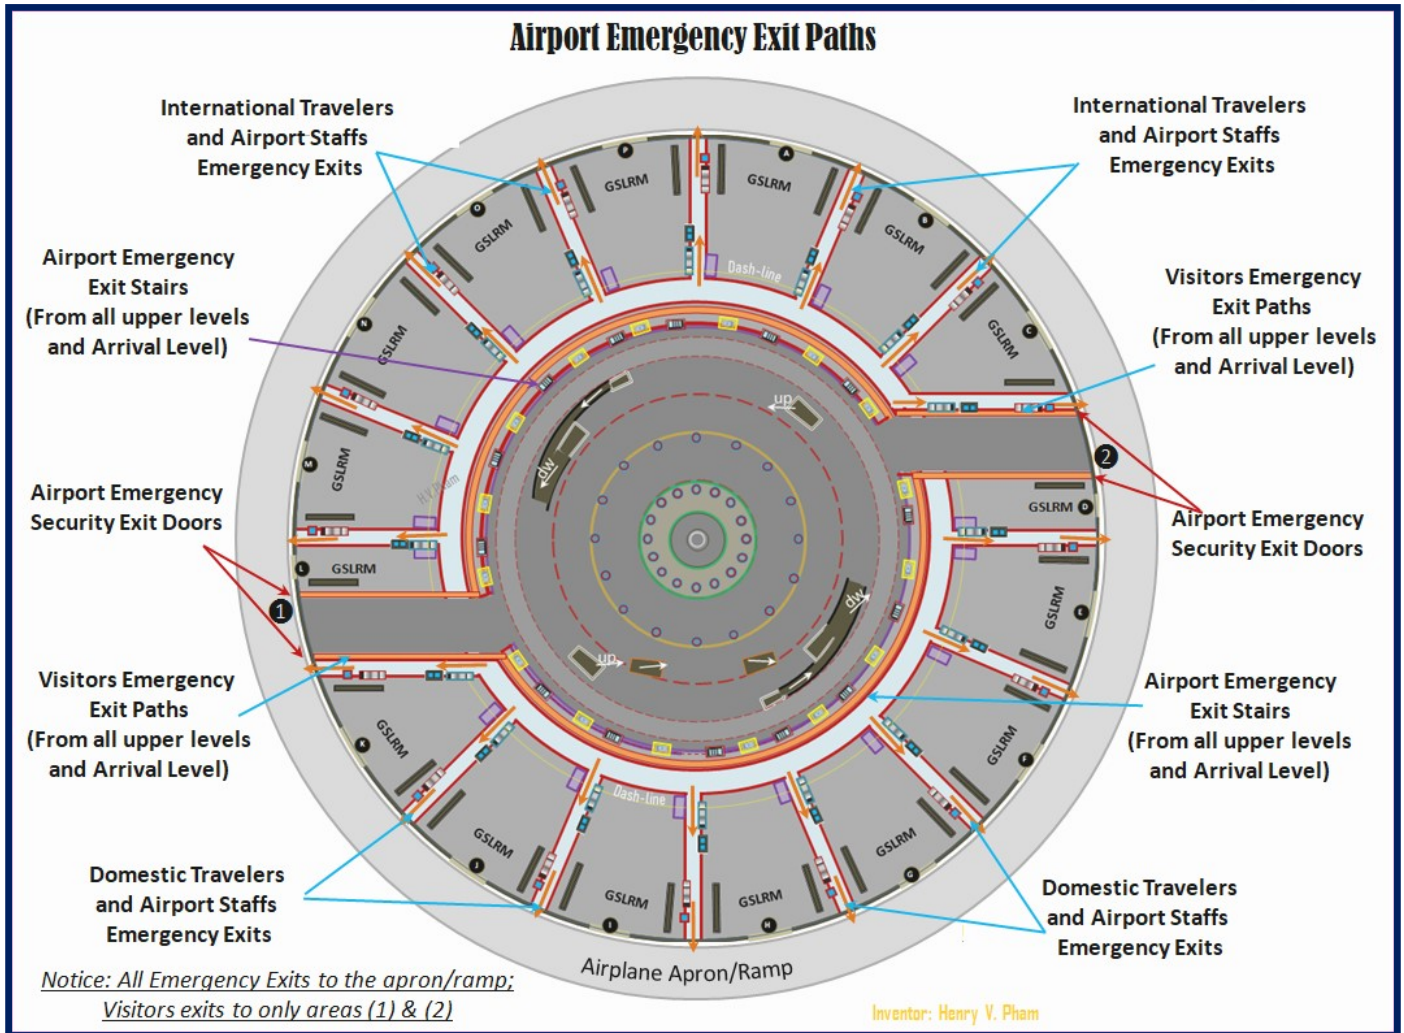 Airport Emergency Exit Paths
International Travelers
and Airport Staffs
Emergency Exits
International Travelers
and Airport Staffs
Emergency Exits
Airport Emergency
Exit Stairs
(From all upper levels
and Arrival Level)
Visitors Emergency
Exit Paths
(From all upper levels
and Arrival Level)
P
A
GSLRM
GSLRM
O
B
GSLRM
GSLRM
Dash-line
N
C
GSLRM
GSLRM
up
dw
M
GSLRM
H.V.Pham
2
Airport Emergency
Security Exit Doors
GSLRM
D
Airport Emergency
Security Exit Doors
L
GSLRM
1
dw
E
GSLRM
up
Visitors Emergency
Exit Paths
(From all upper levels
and Arrival Level)
Airport Emergency
Exit Stairs
(From all upper levels
and Arrival Level)
K
GSLRM
F
GSLRM
Dash-line
J
GSLRM
G
GSLRM
I
GSLRM
H
GSLRM
Domestic Travelers
and Airport Staffs
Emergency Exits
Domestic Travelers
and Airport Staffs
Emergency Exits
Airplane Apron/Ramp
Notice: All Emergency Exits to the apron/ramp;
Visitors exits to only areas (1) & (2)
Inventor: Henry V. Pham